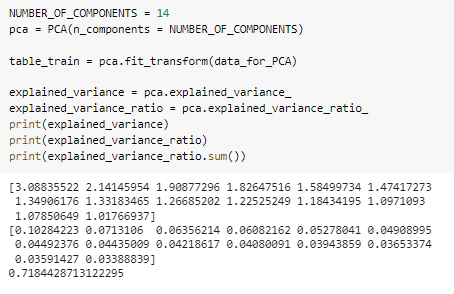 NUMBER_OF_COMPONENTS = 14
pca = PCA(n_components = NUMBER_OF_COMPONENTS)
table_train = pca.fit_transform(data_for_PCA)
explained_variance = pca.explained_variance_
explained_variance_ratio = pca.explained_variance_ratio_
print(explained_variance)
print(explained_variance_ratio)
print(explained_variance_ratio.sum())
[3.08835522 2.14145954 1.90877296 1.82647516 1.58499734 1.47417273
 1.34906176 1.33183465 1.26685202 1.22525249 1.18434195 1.0971093
 1.07850649 1.01766937]
[0.10284223 0.0713106  0.06356214 0.06082162 0.05278041 0.04908995
 0.04492376 0.04435009 0.04218617 0.04080091 0.03943859 0.03653374
 0.03591427 0.03388839]
0.7184428713122295